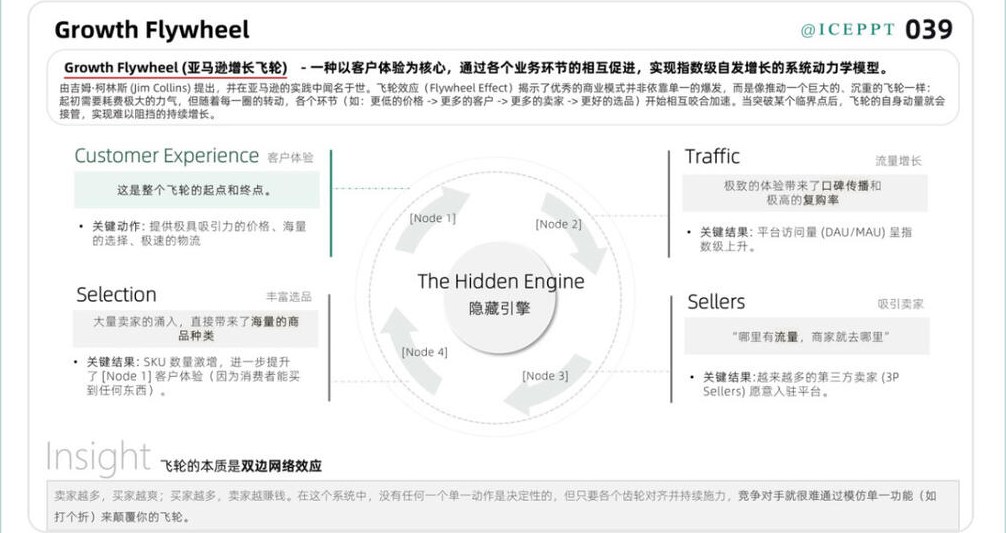 Growth Flywheel
@ICEPPT 039
Growth Flywheel (亚马逊增长飞轮) - 一种以客户体验为核心，通过各个业务环节的相互促进，实现指数级自发增长的系统动力学模型。
由吉姆·柯林斯 (Jim Collins) 提出，并在亚马逊的实践中闻名于世。飞轮效应（Flywheel Effect）揭示了优秀的商业模式并非依靠单一的爆发，而是像推动一个巨大的、沉重的飞轮一样：
起初需要耗费极大的力气，但随着每一圈的转动，各个环节（如：更低的价格 -> 更多的客户 -> 更多的卖家 -> 更好的选品）开始相互咬合加速。当突破某个临界点后，飞轮的自身动量就会
接管，实现难以阻挡的持续增长。
Customer Experience 客户体验
这是整个飞轮的起点和终点。
• 关键动作: 提供极具吸引力的价格、海量
的选择、极速的物流
Traffic 流量增长
极致的体验带来了口碑传播和
极高的复购率
• 关键结果: 平台访问量 (DAU/MAU) 呈指
数级上升。
[Node 1]
[Node 2]
The Hidden Engine
隐藏引擎
[Node 4]
[Node 3]
Selection 丰富选品
大量卖家的涌入，直接带来了海量的商
品种类
• 关键结果: SKU 数量激增，进一步提升
了 [Node 1] 客户体验（因为消费者能买
到任何东西）。
Sellers 吸引卖家
“哪里有流量，商家就去哪里”
• 关键结果:越来越多的第三方卖家 (3P
Sellers) 愿意入驻平台。
Insight 飞轮的本质是双边网络效应
卖家越多，买家越爽；买家越多，卖家越赚钱。在这个系统中，没有任何一个单一动作是决定性的，但只要各个齿轮对齐并持续施力，竞争对手就很难通过模仿单一功能（如
打个折）来颠覆你的飞轮。